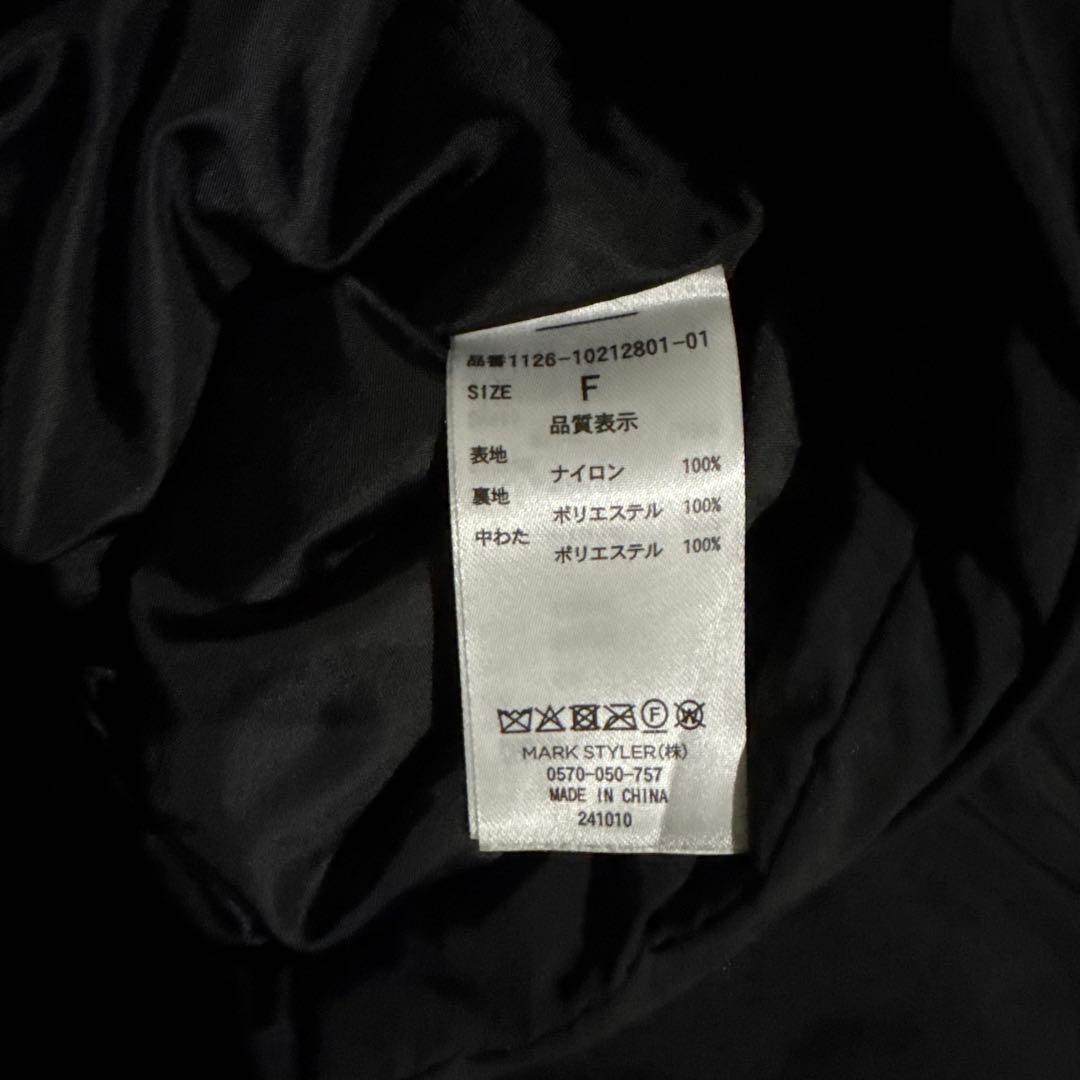 品番1126-10212801-01
SIZE F
品質表示
表地 ナイロン 100%
裏地 ポリエステル 100%
中わた ポリエステル 100%
F W
MARK STYLER(株)
0570-050-757
MADE IN CHINA
241010